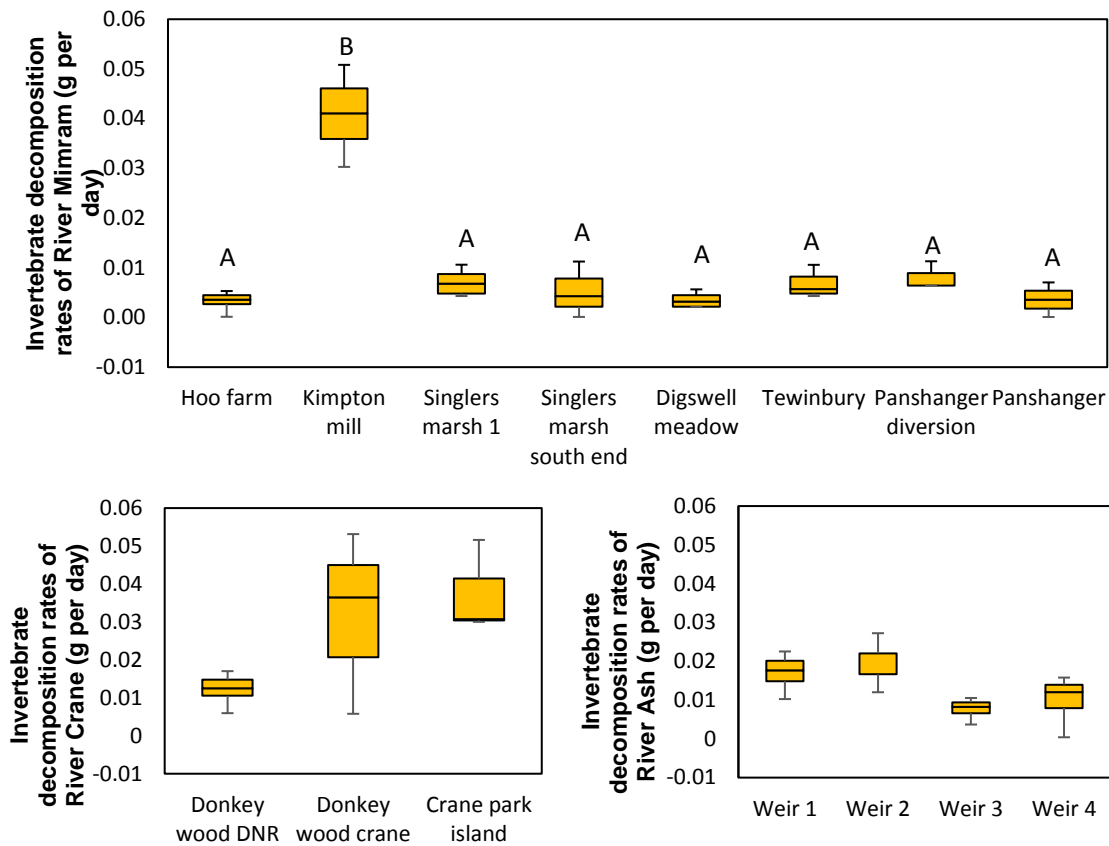 Invertebrate decomposition
rates of River Mimram (g per
day)
0.06
0.05
0.04
0.03
0.02
0.01
0.00
-0.01
A
B
A
A
A
A
A
A
Hoo farm
Kimpton
mill
Singlers
marsh 1
Singlers
marsh
south end
Digswell
meadow
Tewinbury
Panshanger
diversion
Panshanger
Invertebrate
decomposition rates of
River Crane (g per day)
0.06
0.05
0.04
0.03
0.02
0.01
0
-0.01
Donkey
wood DNR
Donkey
wood crane
Crane park
island
Invertebrate
decomposition rates of
River Ash (g per day)
0.06
0.05
0.04
0.03
0.02
0.01
0
-0.01
Weir 1
Weir 2
Weir 3
Weir 4